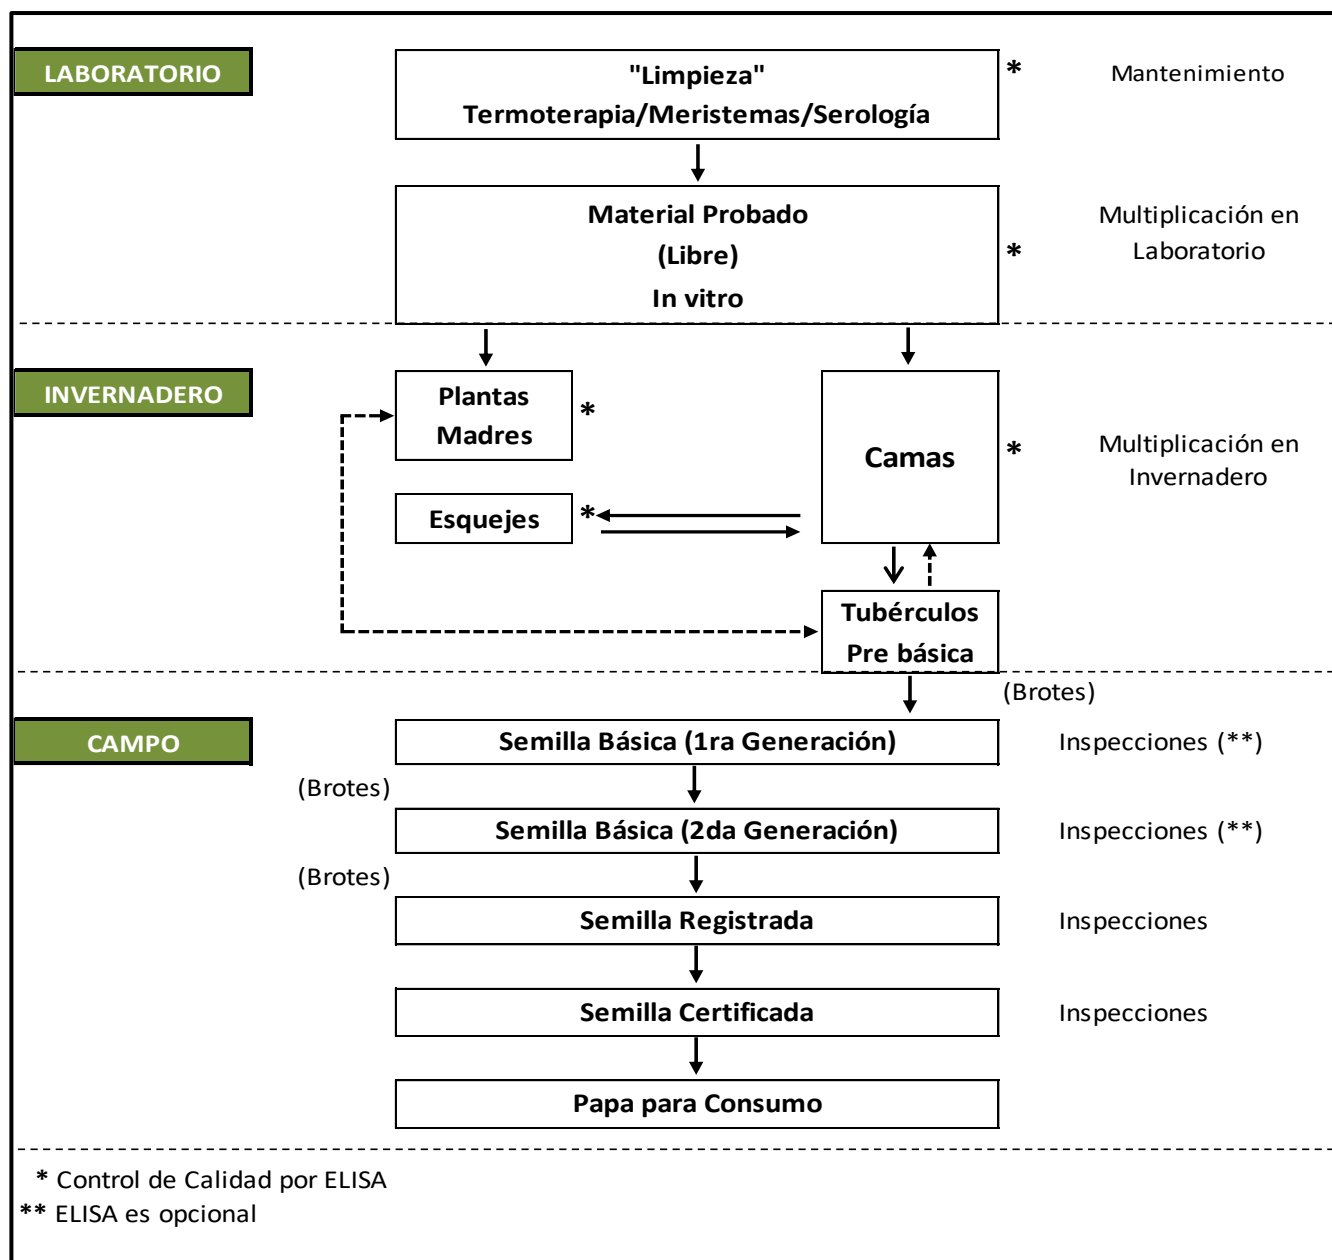 LABORATORIO
"Limpieza"
Termoterapia/Meristemas/Serología
*
Mantenimiento
Material Probado
(Libre)
In vitro
*
Multiplicación en
Laboratorio
INVERNADERO
Plantas
Madres
*
Camas
*
Multiplicación en
Invernadero
Esquejes
*
Tubérculos
Pre básica
(Brotes)
CAMPO
Semilla Básica (1ra Generación)
Inspecciones (**)
(Brotes)
Semilla Básica (2da Generación)
Inspecciones (**)
(Brotes)
Semilla Registrada
Inspecciones
Semilla Certificada
Inspecciones
Papa para Consumo
* Control de Calidad por ELISA
** ELISA es opcional